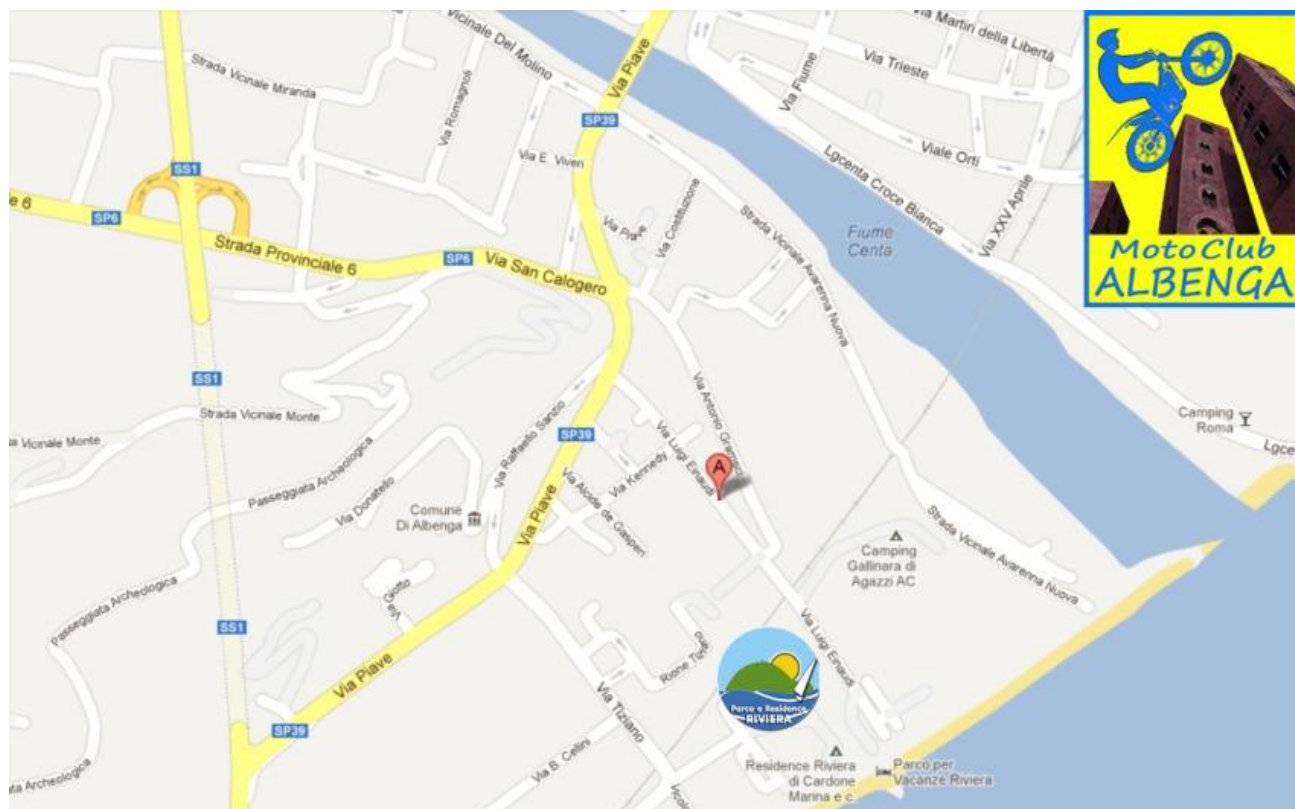 Via Martiri della Libertà
Via Trieste
Via Fiume
Viale Orti
Lgcenta Croce Bianca
Via XXV Aprile
MotoClub
ALBENGA
Vicinale Del Molino
Via Piave
Strada Vicinale Miranda
Via Romagnoli
SP39
Via E. Viveri
SS1
e 6
SP6
Strada Provinciale 6
SP6
Via San Calogero
Via Piave
Via Costituzione
Fiume
Centa
Strada Vicinale Avarenna Nuova
SS1
Strada Vicinale Monte
Vicinale Monte
Via Raffaello Sanzio
SP39
Via Antonio Gramsci
Via Luigi Einaudi
A
Camping
Roma
Lgce
Passeggiata Archeologica
Via Donatello
Comune
Di Albenga
Via Piave
Via Kennedy
Via Alcide de Gasperi
Camping
Gallinara di
Agazzi AC
Strada Vicinale Avarenna Nuova
Passeggiata Archeologica
Via Giotto
SS1
Via Piave
SP39
Rione Tiziano
Via Luigi Einaudi
Via Tiziano
Parco e Residence
RIVIERA
Via B. Cellini
Residence Riviera
di Cardone
Marina e c.
Parco per
Vacanze Riviera
ata Archeologica